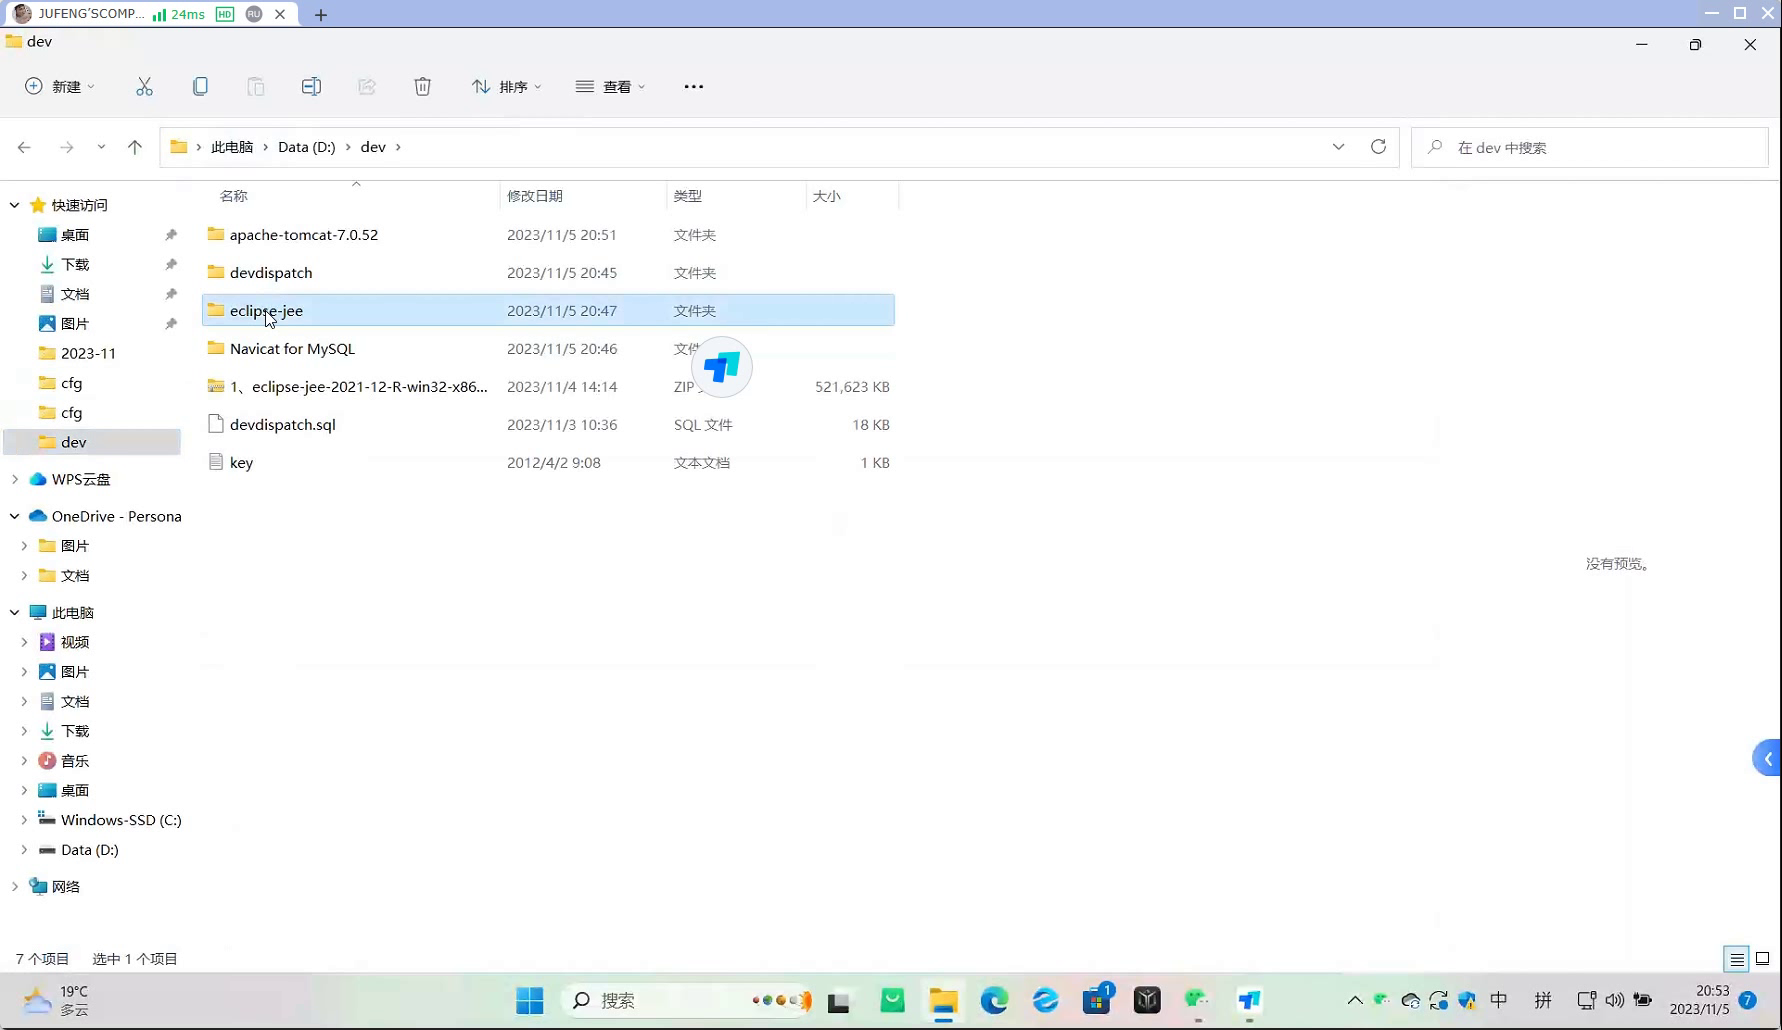 JUFENG'SCOMP... 24ms HD RU
dev
新建 排序 查看
此电脑 Data (D:) dev 在 dev 中搜索
名称 修改日期 类型 大小
快速访问
桌面
下载
文档
图片
2023-11
cfg
cfg
dev
WPS云盘
OneDrive - Persona
图片
文档
此电脑
视频
图片
文档
下载
音乐
桌面
Windows-SSD (C:)
Data (D:)
网络
apache-tomcat-7.0.52 2023/11/5 20:51 文件夹
devdispatch 2023/11/5 20:45 文件夹
eclipse-jee 2023/11/5 20:47 文件夹
Navicat for MySQL 2023/11/5 20:46 文件
1、eclipse-jee-2021-12-R-win32-x86... 2023/11/4 14:14 ZIP 521,623 KB
devdispatch.sql 2023/11/3 10:36 SQL 文件 18 KB
key 2012/4/2 9:08 文本文档 1 KB
没有预览。
7 个项目 选中 1 个项目
19°C
多云
搜索
1
中 拼
20:53
2023/11/5
7